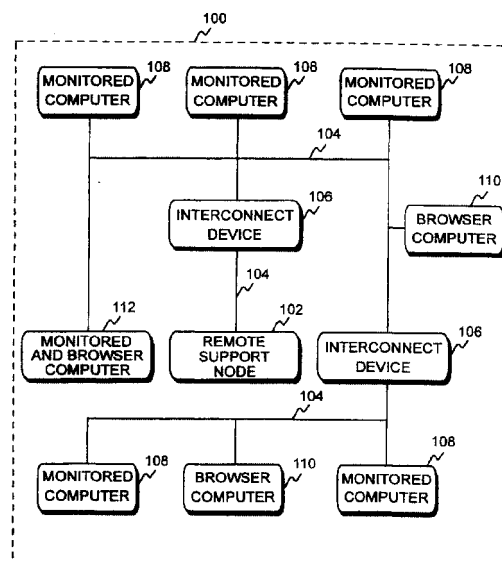 100
108
108
108
MONITORED
COMPUTER
MONITORED
COMPUTER
MONITORED
COMPUTER
104
106
110
INTERCONNECT
DEVICE
BROWSER
COMPUTER
104
112
102
106
MONITORED
AND BROWSER
COMPUTER
REMOTE
SUPPORT
NODE
INTERCONNECT
DEVICE
104
108
110
108
MONITORED
COMPUTER
BROWSER
COMPUTER
MONITORED
COMPUTER